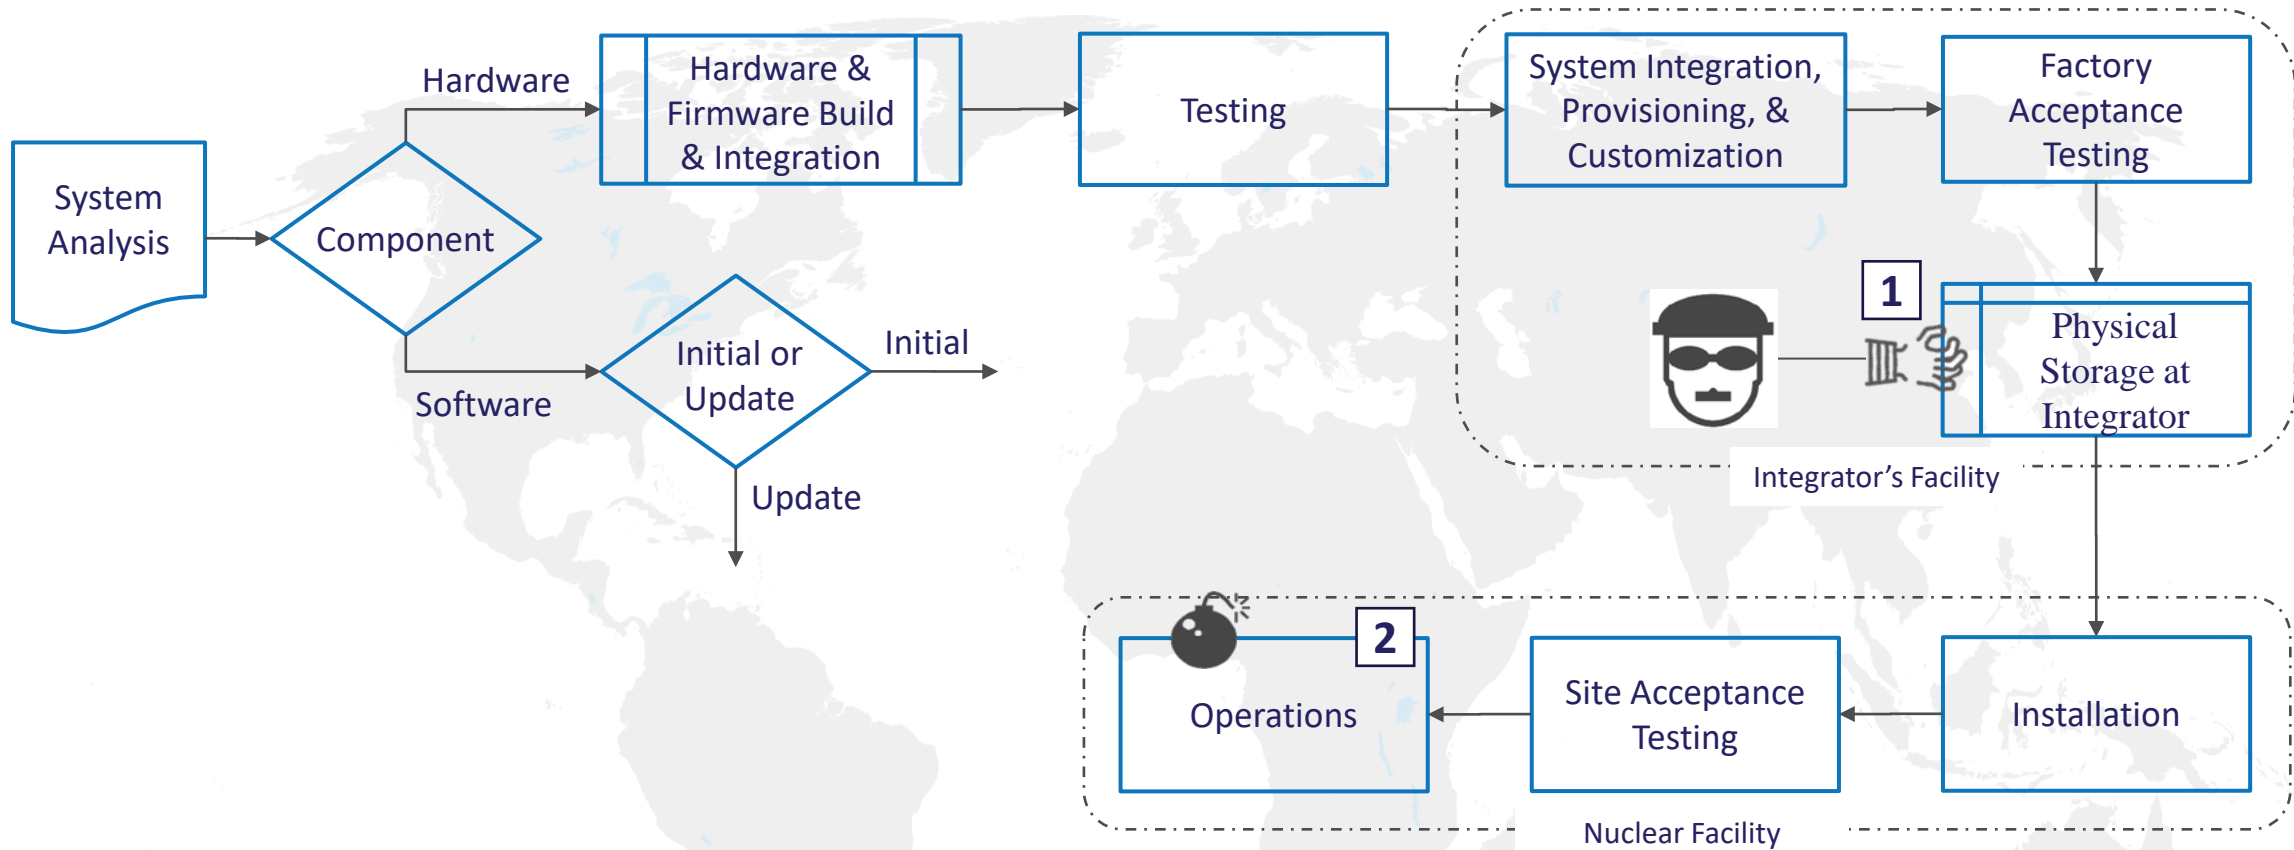 System
Analysis
Component
Hardware
Software
Hardware &
Firmware Build
& Integration
Initial or
Update
Initial
Update
Testing
System Integration,
Provisioning, &
Customization
Factory
Acceptance
Testing
1
Physical
Storage at
Integrator
Integrator's Facility
Installation
Site Acceptance
Testing
2
Operations
Nuclear Facility